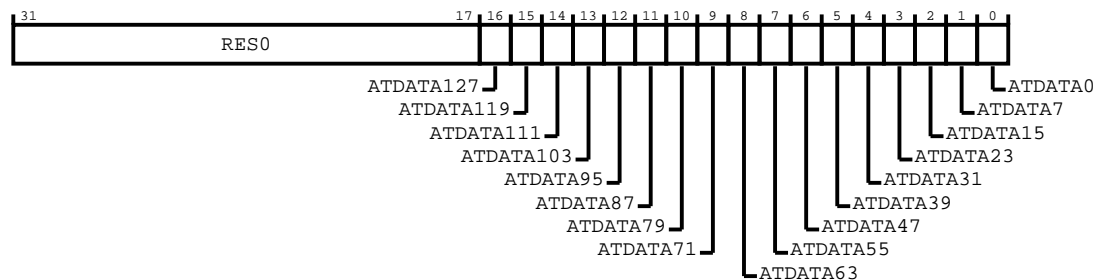 31 17 16 15 14 13 12 11 10 9 8 7 6 5 4 3 2 1 0
RES0
ATDATA127 ATDATA0
ATDATA119 ATDATA7
ATDATA111 ATDATA15
ATDATA103 ATDATA23
ATDATA95 ATDATA31
ATDATA87 ATDATA39
ATDATA79 ATDATA47
ATDATA71 ATDATA55
ATDATA63